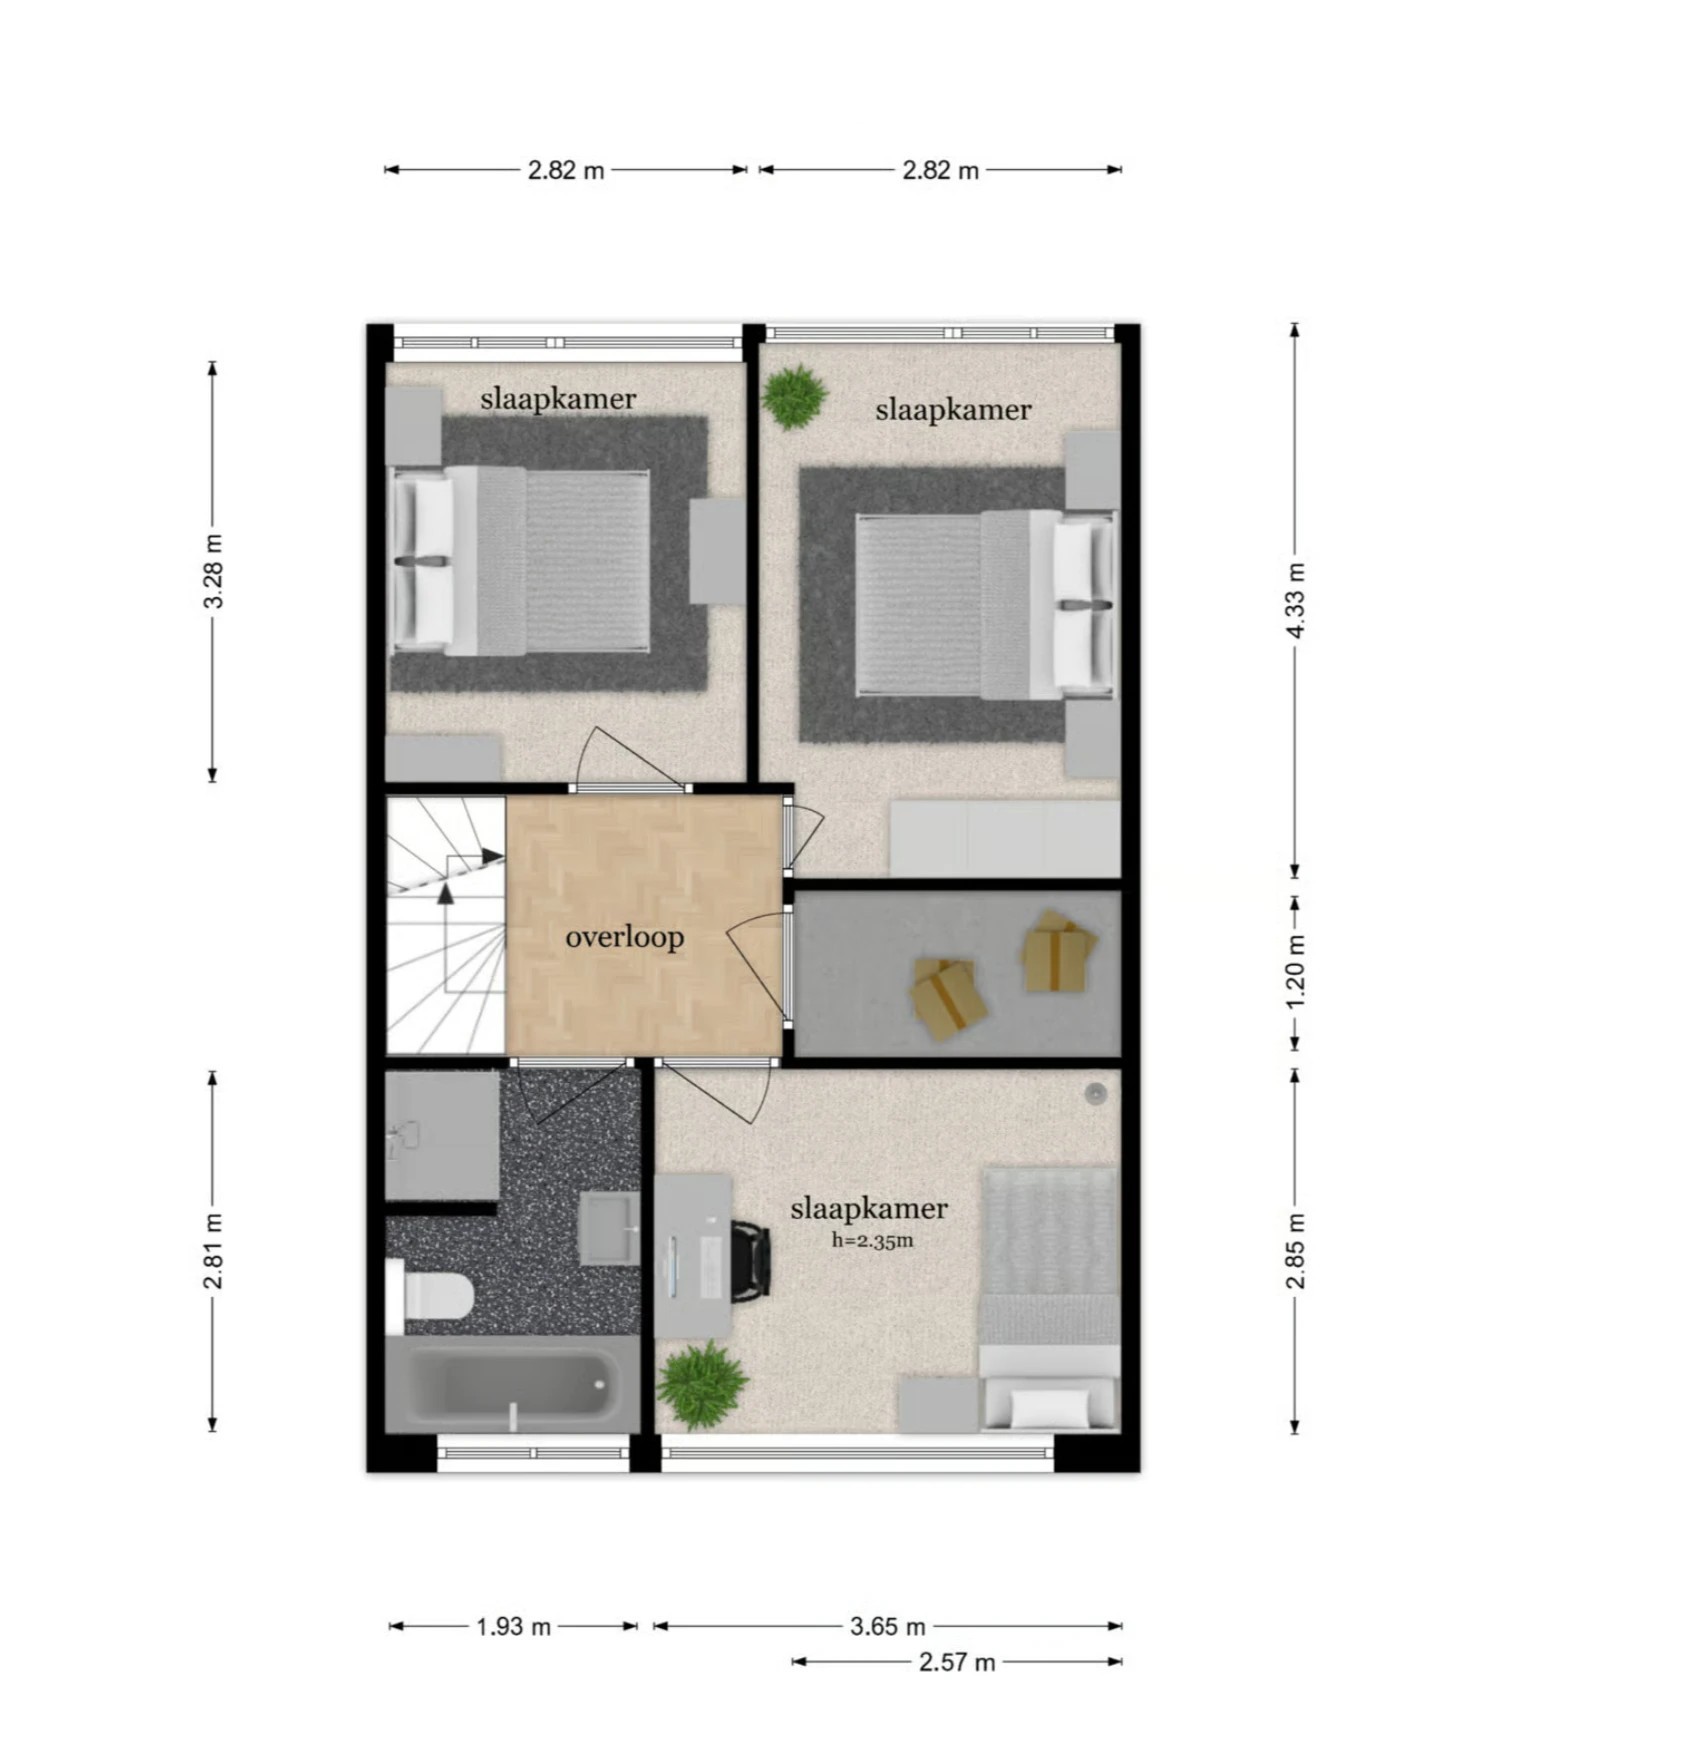 2.82 m
2.82 m
slaapkamer
slaapkamer
3.28 m
4.33 m
overloop
1.20 m
slaapkamer
h=2.35m
2.81 m
2.85 m
1.93 m
3.65 m
2.57 m